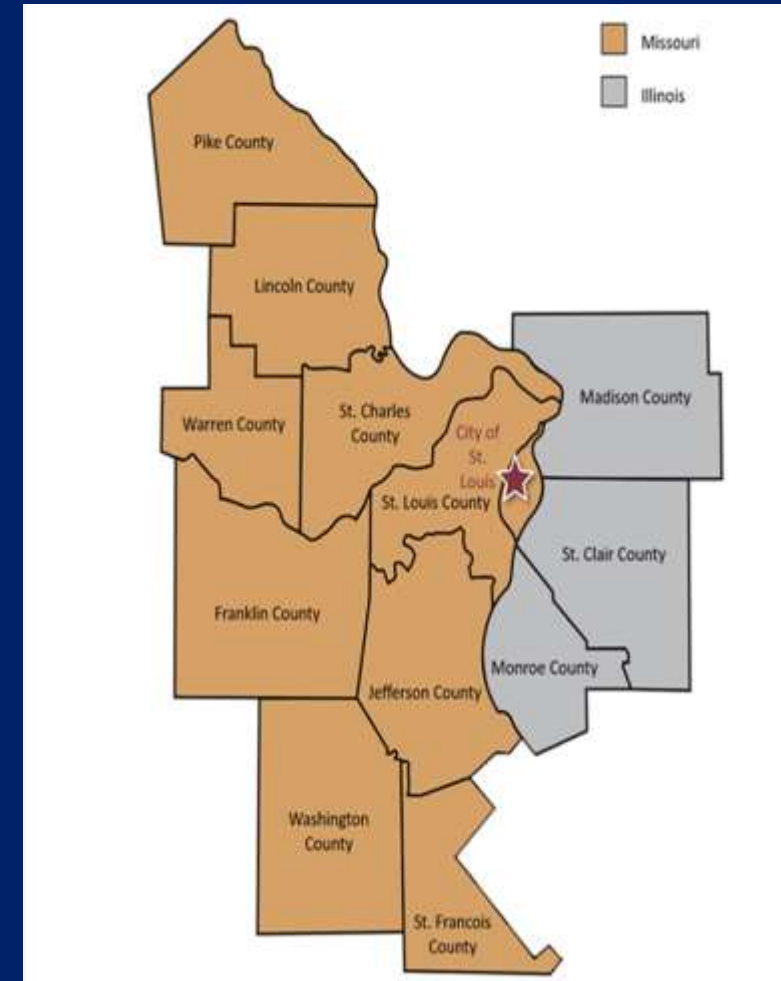 Missouri
Illinois
Pike County
Lincoln County
Warren County
St. Charles
County
Madison County
City of
St.
Louis
St. Louis County
St. Clair County
Franklin County
Monroe County
Jefferson County
Washington
County
St. Francois
County